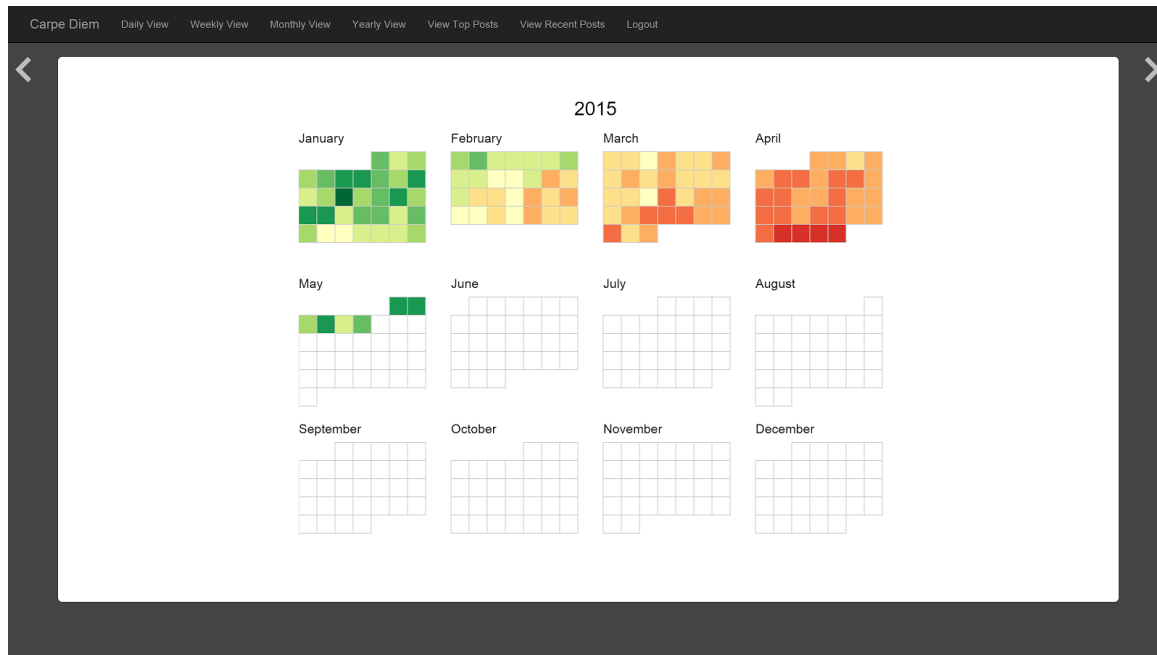 Carpe Diem Daily View Weekly View Monthly View Yearly View View Top Posts View Recent Posts Logout
2015
January February March April
May June July August
September October November December